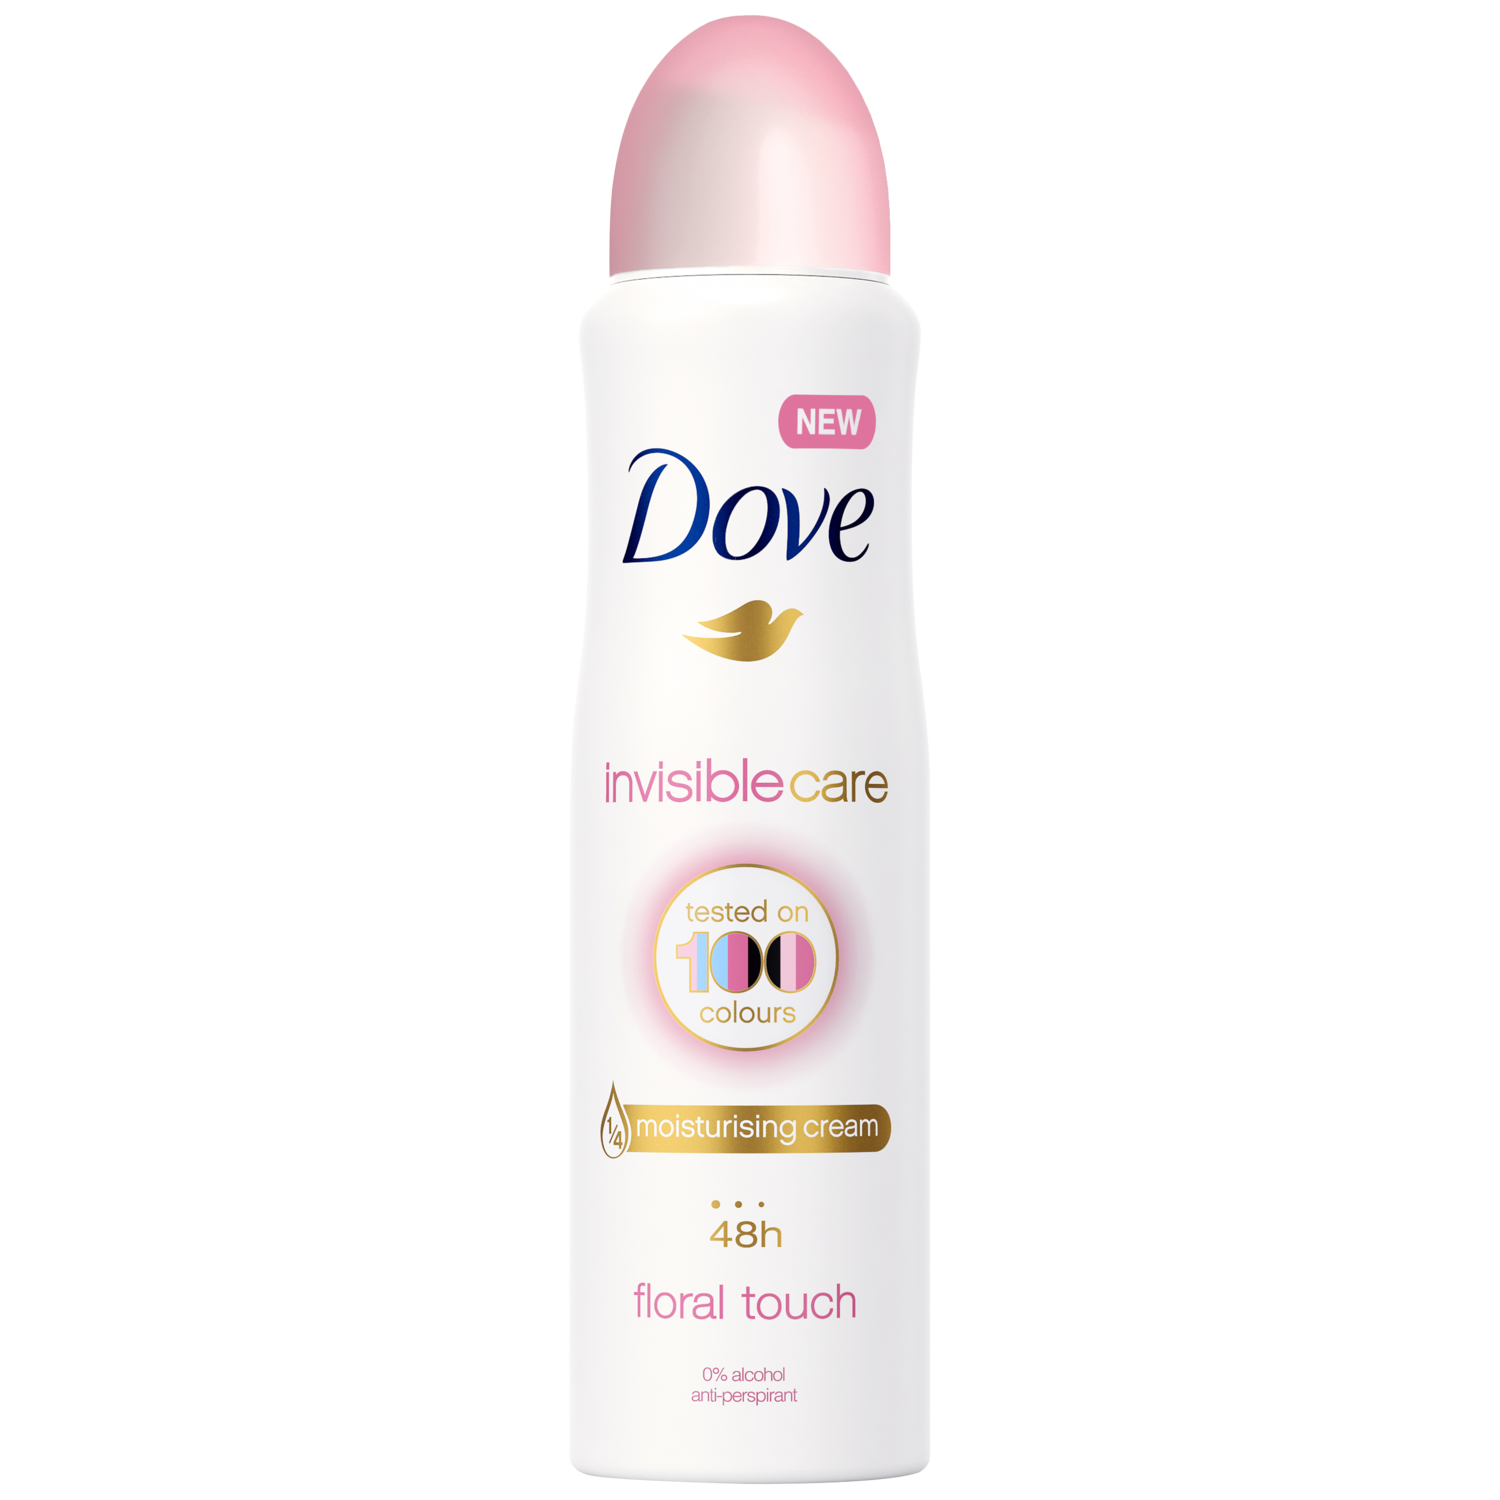 NEW
Dove
invisiblecare
tested on
100
colours
1/4 moisturising cream
48h
floral touch
0% alcohol
anti-perspirant